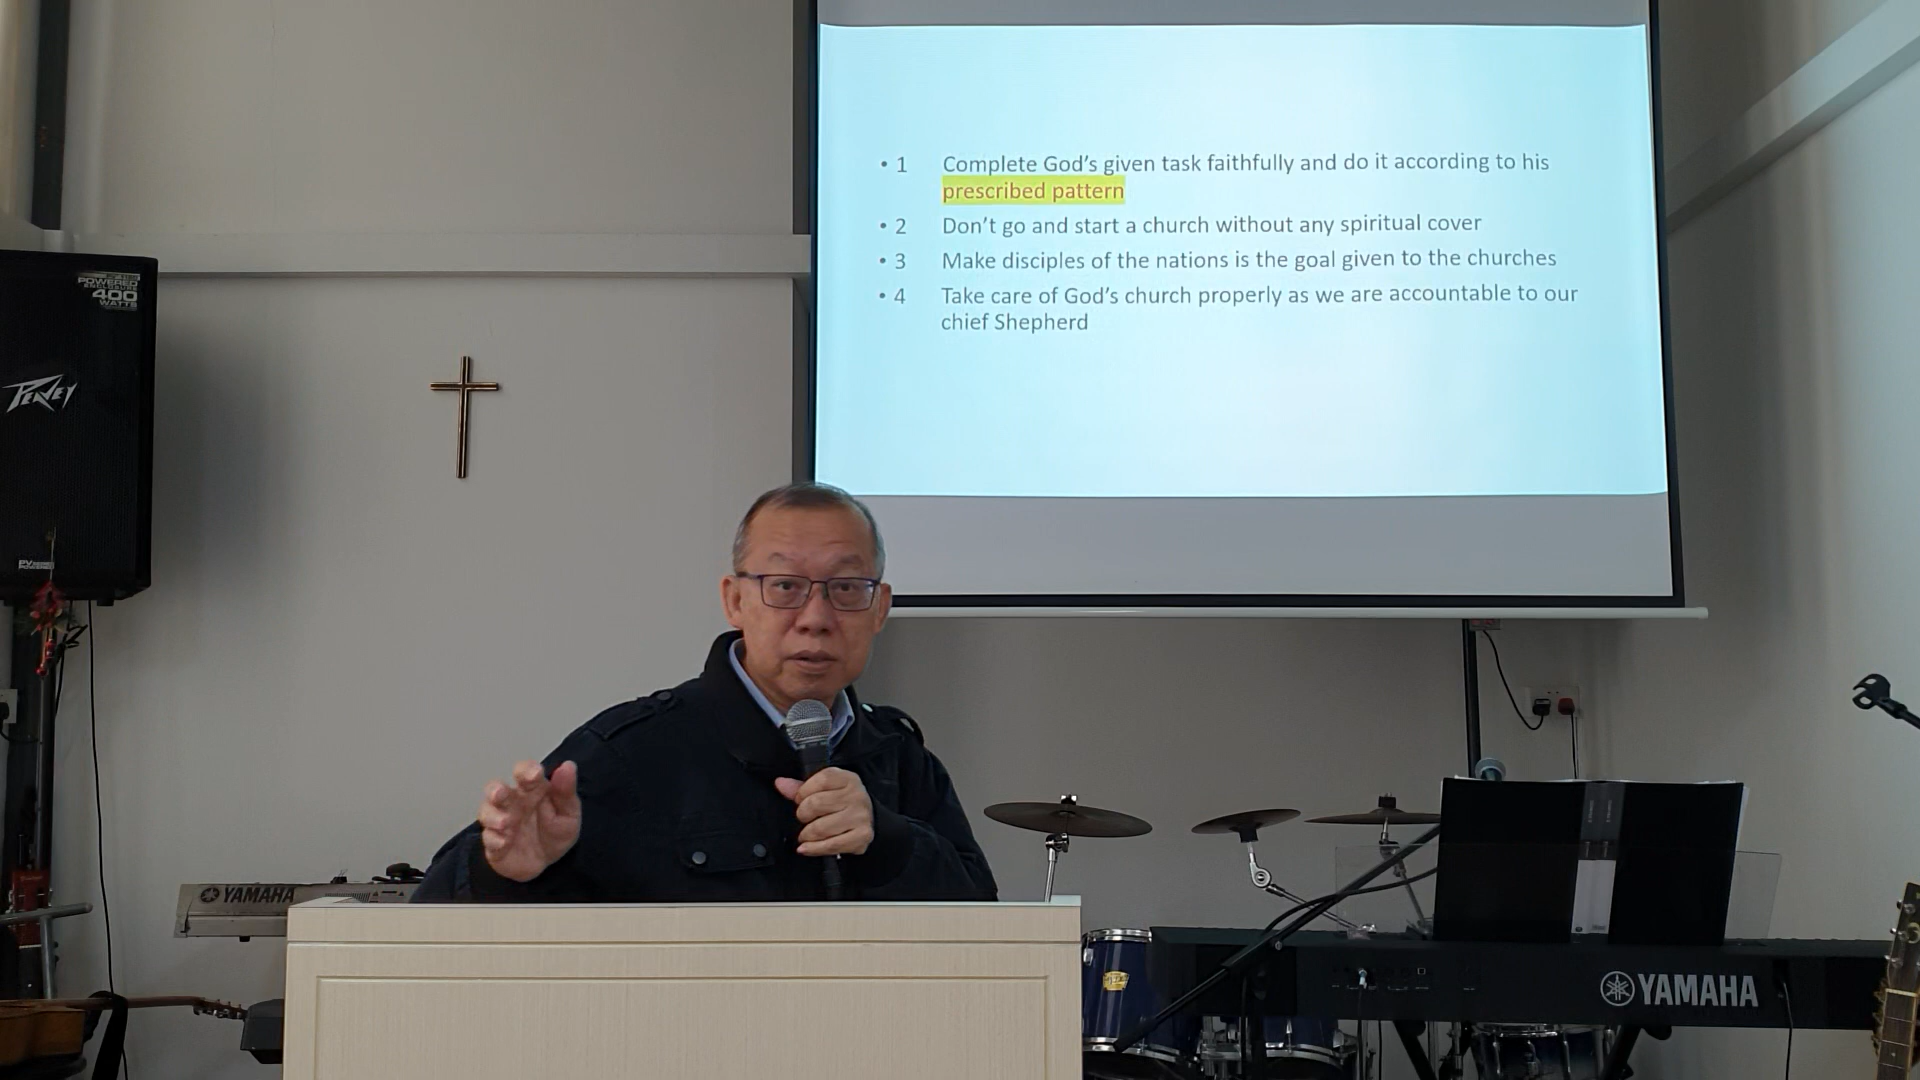 • 1 Complete God's given task faithfully and do it according to his
prescribed pattern
• 2 Don't go and start a church without any spiritual cover
• 3 Make disciples of the nations is the goal given to the churches
• 4 Take care of God's church properly as we are accountable to our
chief Shepherd
POWERED
ENCLOSURE
400
WATTS
PEAVEY
POWERED
YAMAHA
YAMAHA